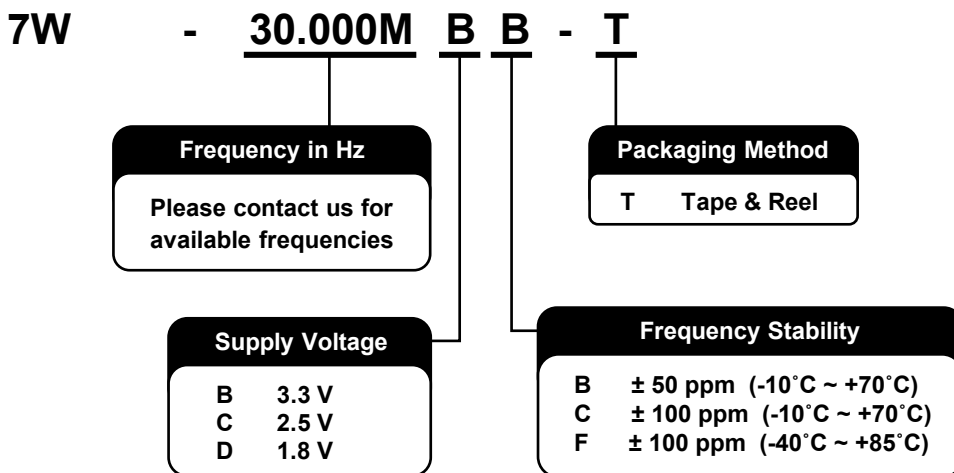 7W - 30.000M B B - T
Frequency in Hz
Please contact us for
available frequencies
Packaging Method
T Tape & Reel
Supply Voltage
B 3.3 V
C 2.5 V
D 1.8 V
Frequency Stability
B ± 50 ppm (-10˚C ~ +70˚C)
C ± 100 ppm (-10˚C ~ +70˚C)
F ± 100 ppm (-40˚C ~ +85˚C)